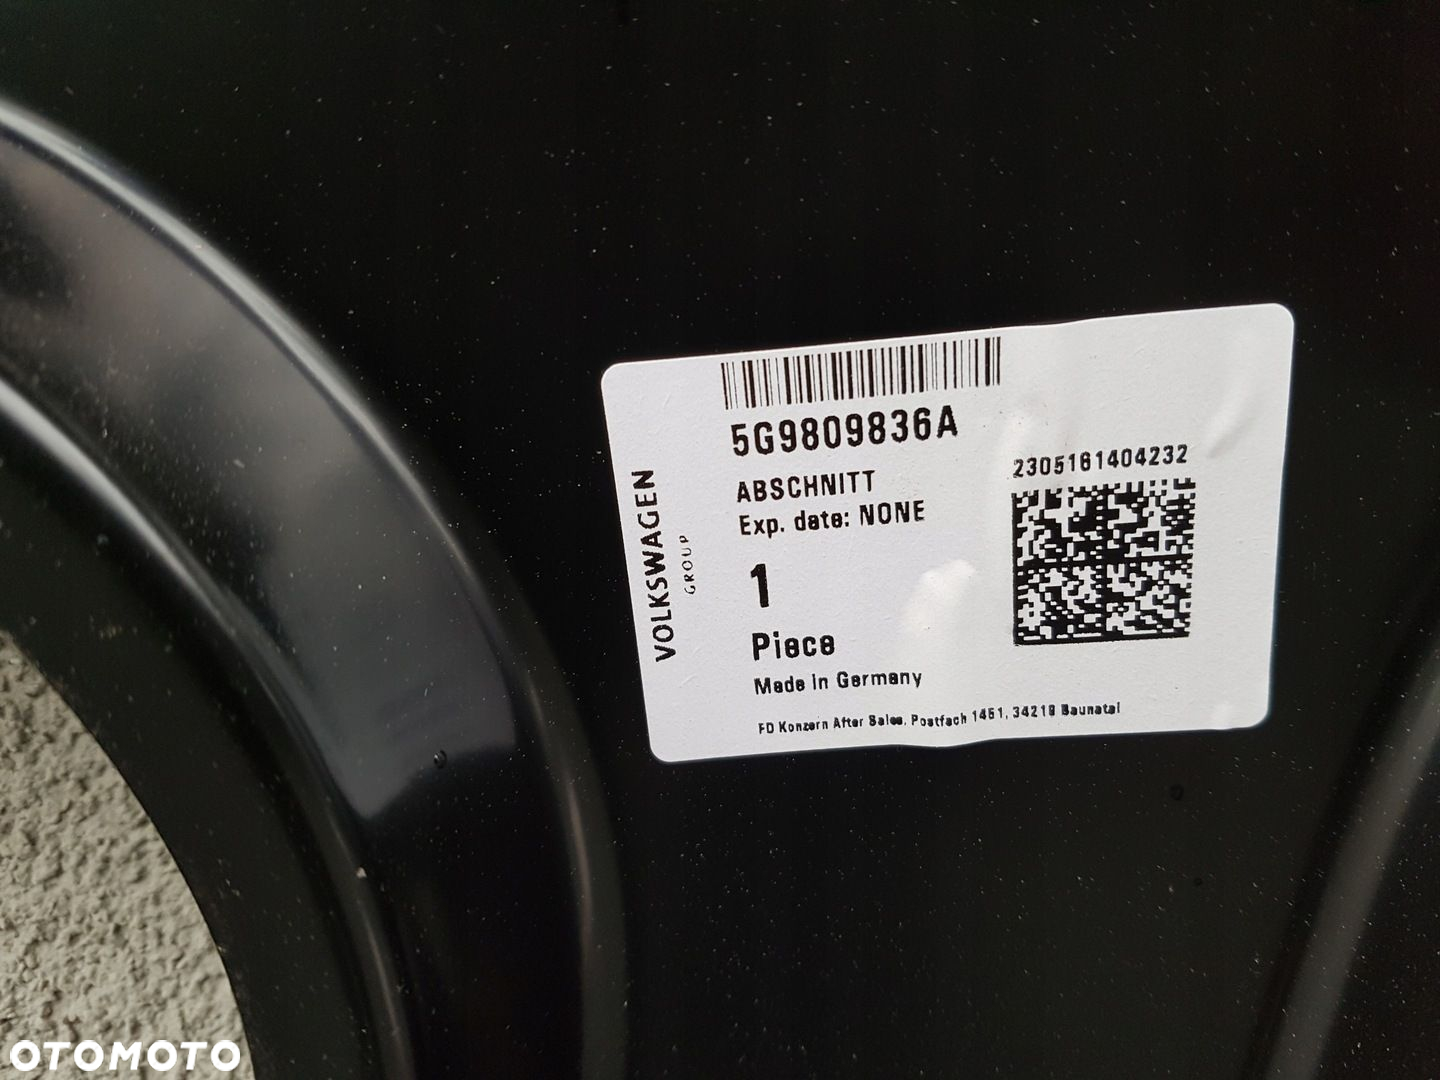 5G9809836A
ABSCHNITT
Exp. date: NONE
1
Piece
Made in Germany
FD Konzern After Sales, Postfach 1451, 34219 Baunatal
2305161404232
VOLKSWAGEN
GROUP
OTOMOTO